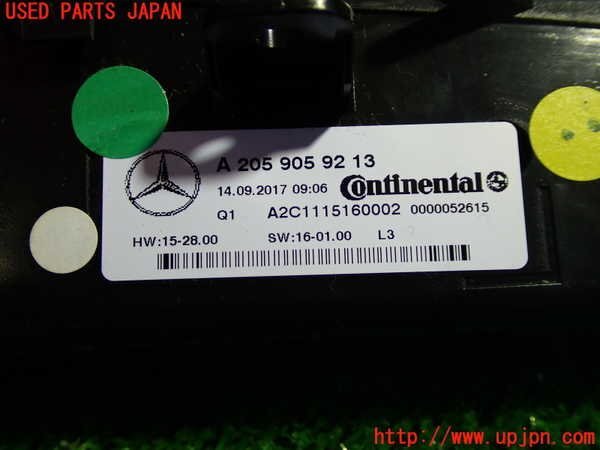 USED PARTS JAPAN
A 205 905 92 13
14.09.2017 09:06 Continental
Q1 A2C1115160002 0000052615
HW:15-28.00 SW:16-01.00 L3
http://www.upjpn.com/